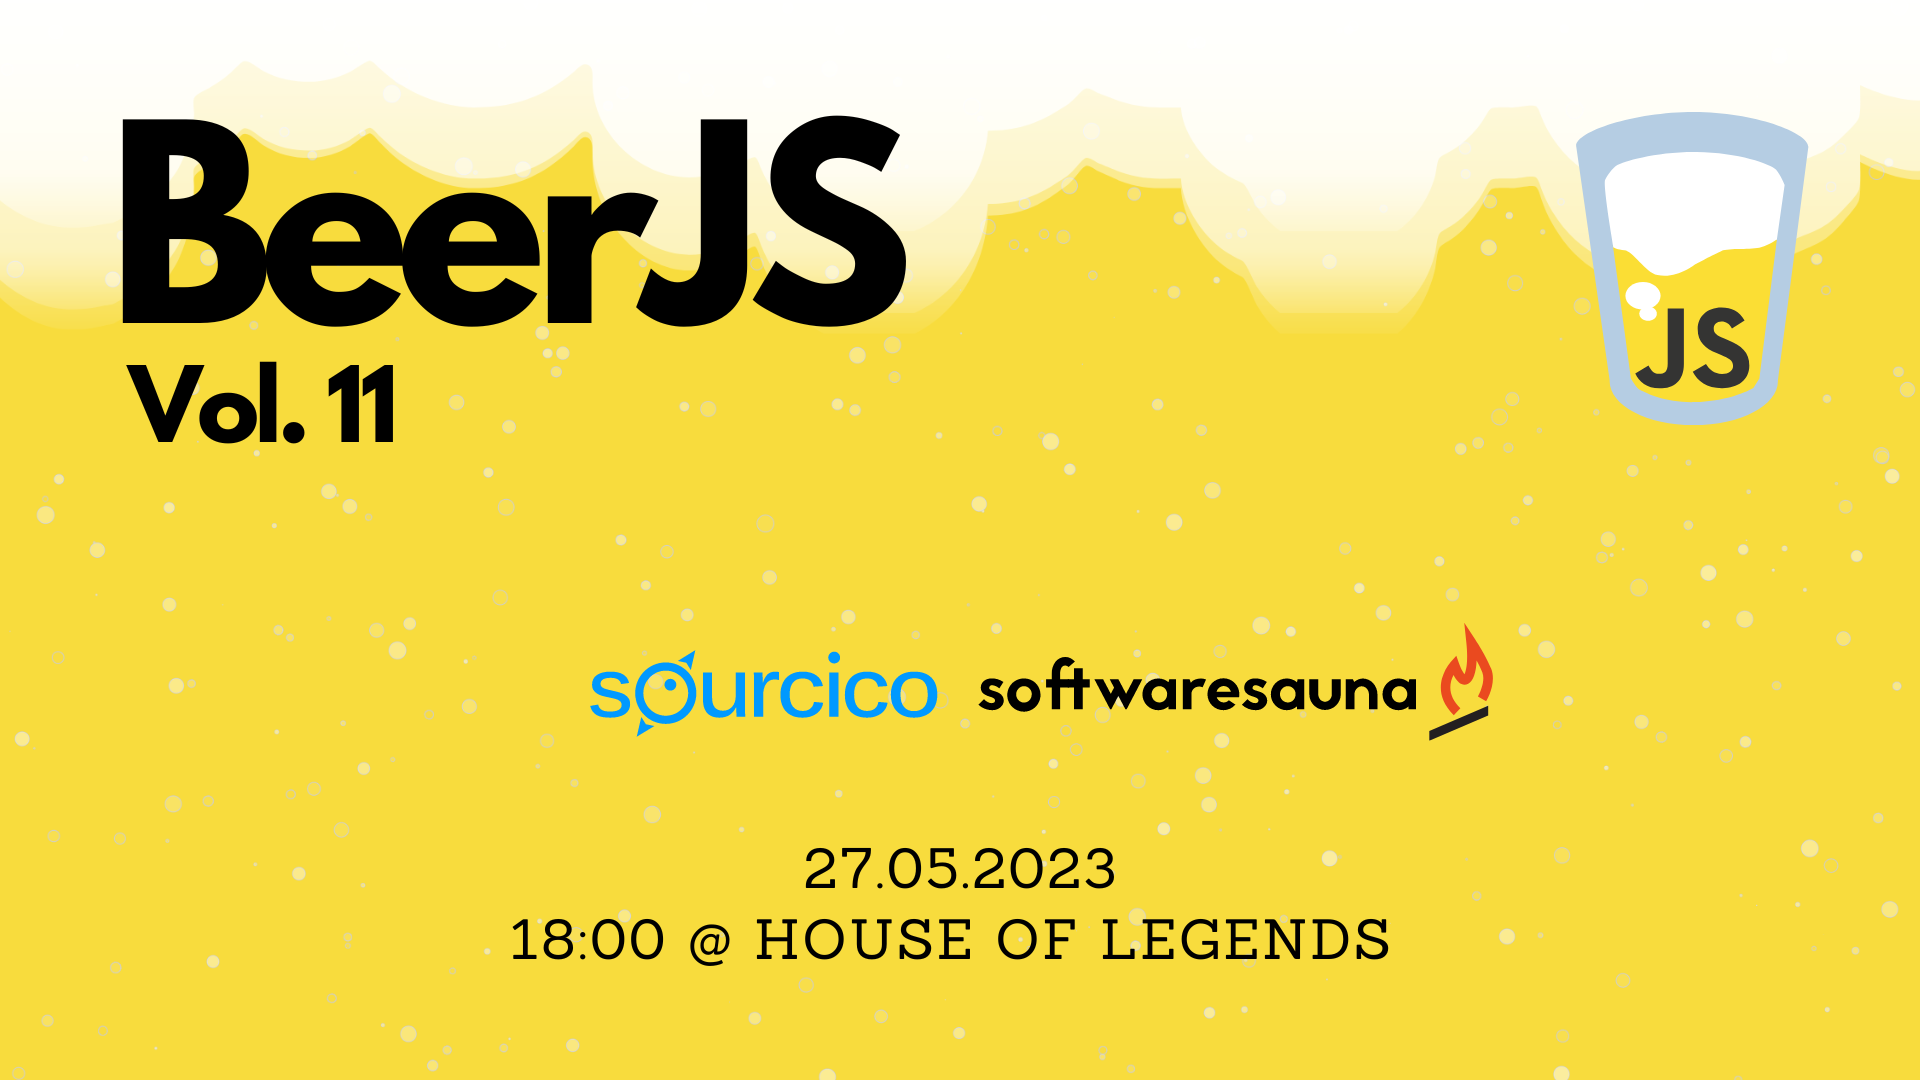 BeerJS
Vol. 11
JS
sourcico softwaresauna
27.05.2023
18:00 @ HOUSE OF LEGENDS